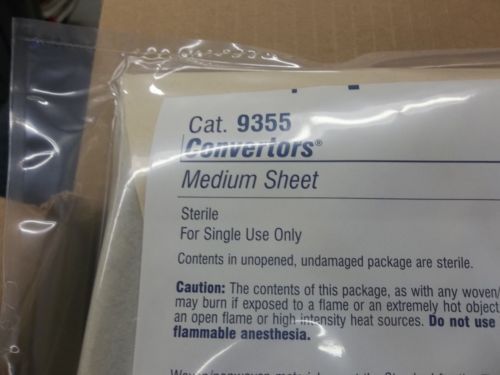 Cat. 9355
Convertors®
Medium Sheet
Sterile
For Single Use Only
Contents in unopened, undamaged package are sterile.
Caution: The contents of this package, as with any woven/
may burn if exposed to a flame or an extremely hot object
an open flame or high intensity heat sources. Do not use
flammable anesthesia.